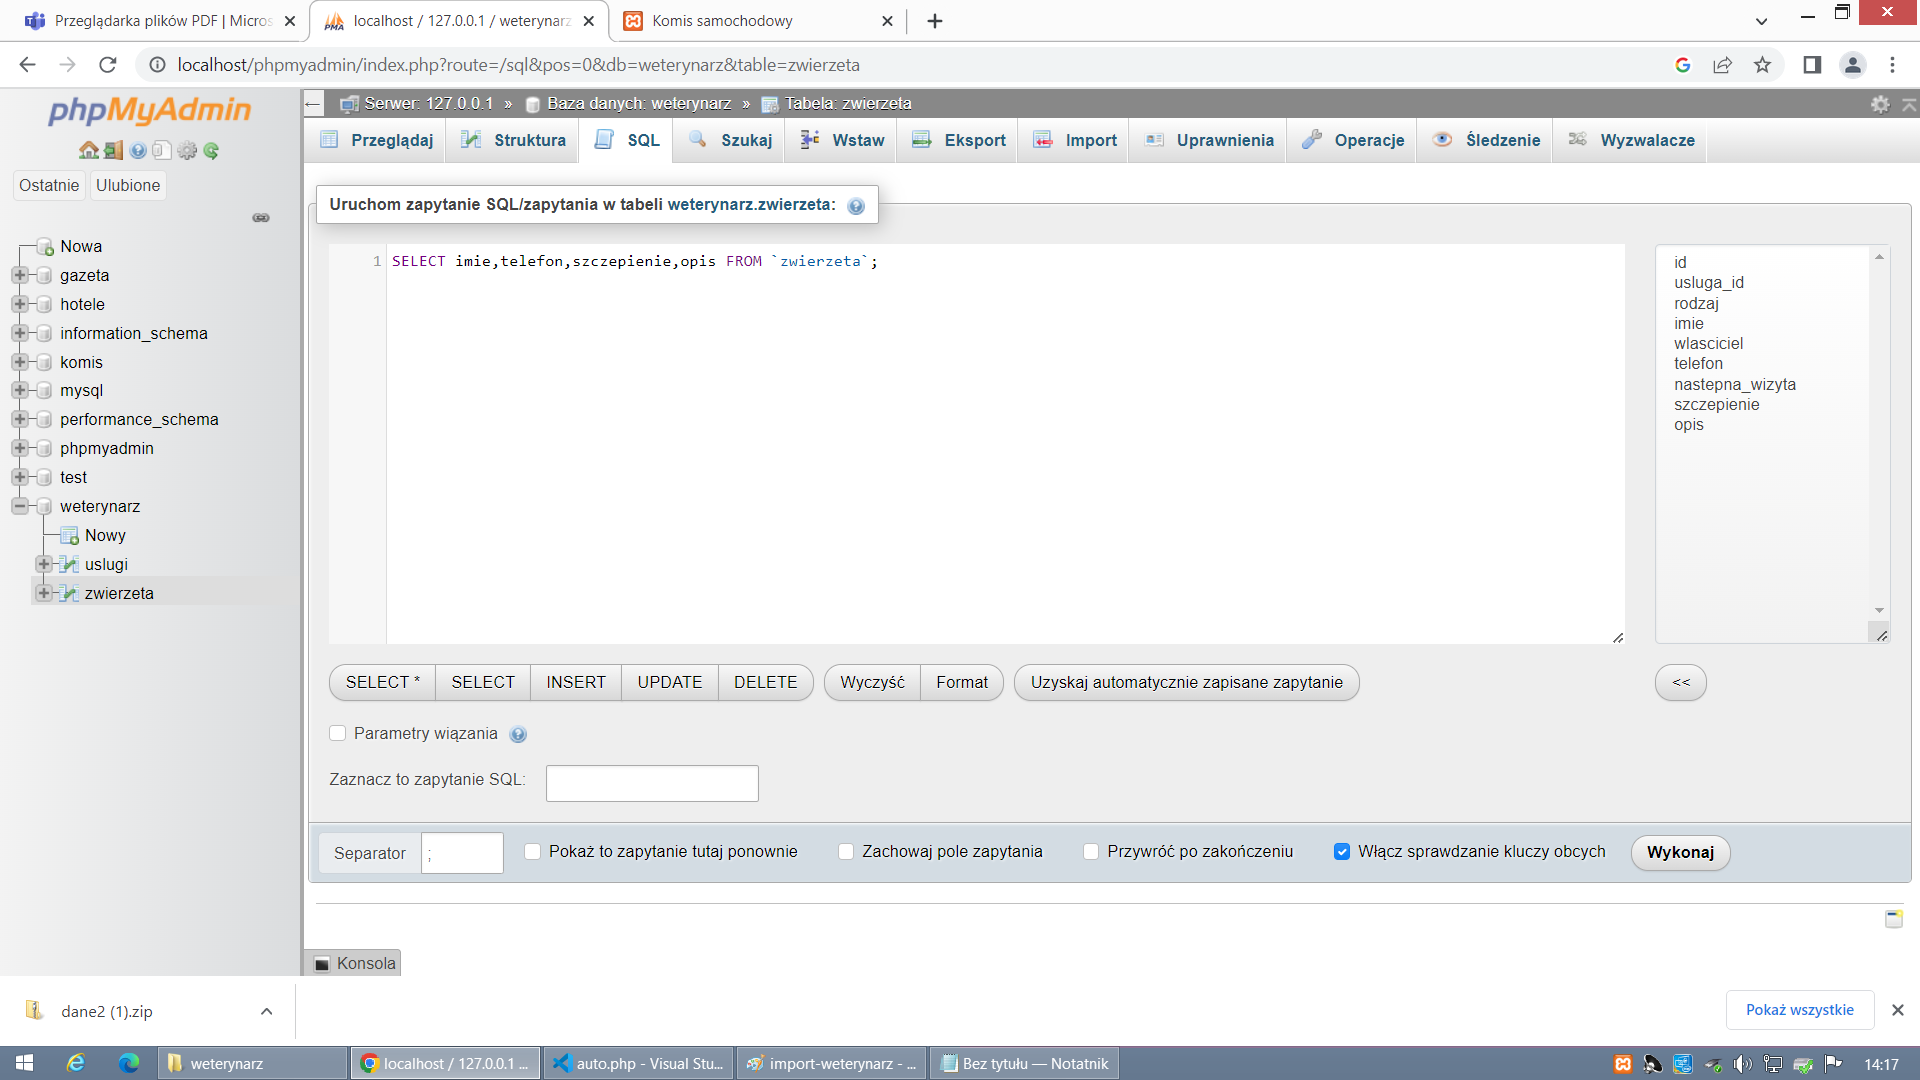 Przeglądarka plików PDF | Micros
localhost / 127.0.0.1 / weterynarz
Komis samochodowy
localhost/phpmyadmin/index.php?route=/sql&pos=0&db=weterynarz&table=zwierzeta
phpMyAdmin
Ostatnie
Ulubione
Nowa
gazeta
hotele
information_schema
komis
mysql
performance_schema
phpmyadmin
test
weterynarz
Nowy
uslugi
zwierzeta
Serwer: 127.0.0.1 » Baza danych: weterynarz » Tabela: zwierzeta
Przeglądaj
Struktura
SQL
Szukaj
Wstaw
Eksport
Import
Uprawnienia
Operacje
Śledzenie
Wyzwalacze
Uruchom zapytanie SQL/zapytania w tabeli weterynarz.zwierzeta:
1 SELECT imie,telefon,szczepienie,opis FROM `zwierzeta`;
id
usluga_id
rodzaj
imie
wlasciciel
telefon
nastepna_wizyta
szczepienie
opis
SELECT *
SELECT
INSERT
UPDATE
DELETE
Wyczyść
Format
Uzyskaj automatycznie zapisane zapytanie
<<
Parametry wiązania
Zaznacz to zapytanie SQL:
Separator ;
Pokaż to zapytanie tutaj ponownie
Zachowaj pole zapytania
Przywróć po zakończeniu
Włącz sprawdzanie kluczy obcych
Wykonaj
Konsola
dane2 (1).zip
Pokaż wszystkie
weterynarz
localhost / 127.0.0.1 ...
auto.php - Visual Stu...
import-weterynarz - ...
Bez tytułu — Notatnik
14:17